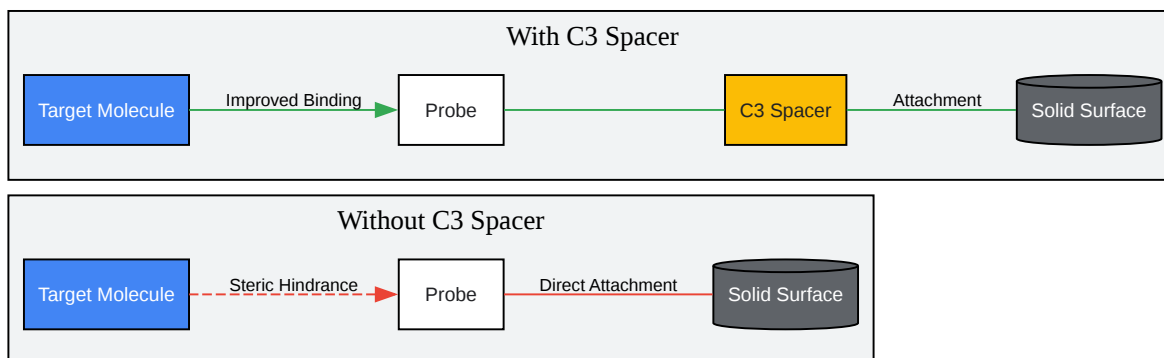 With C3 Spacer
Target Molecule
Improved Binding
Probe
C3 Spacer
Attachment
Solid Surface
Without C3 Spacer
Target Molecule
Steric Hindrance
Probe
Direct Attachment
Solid Surface